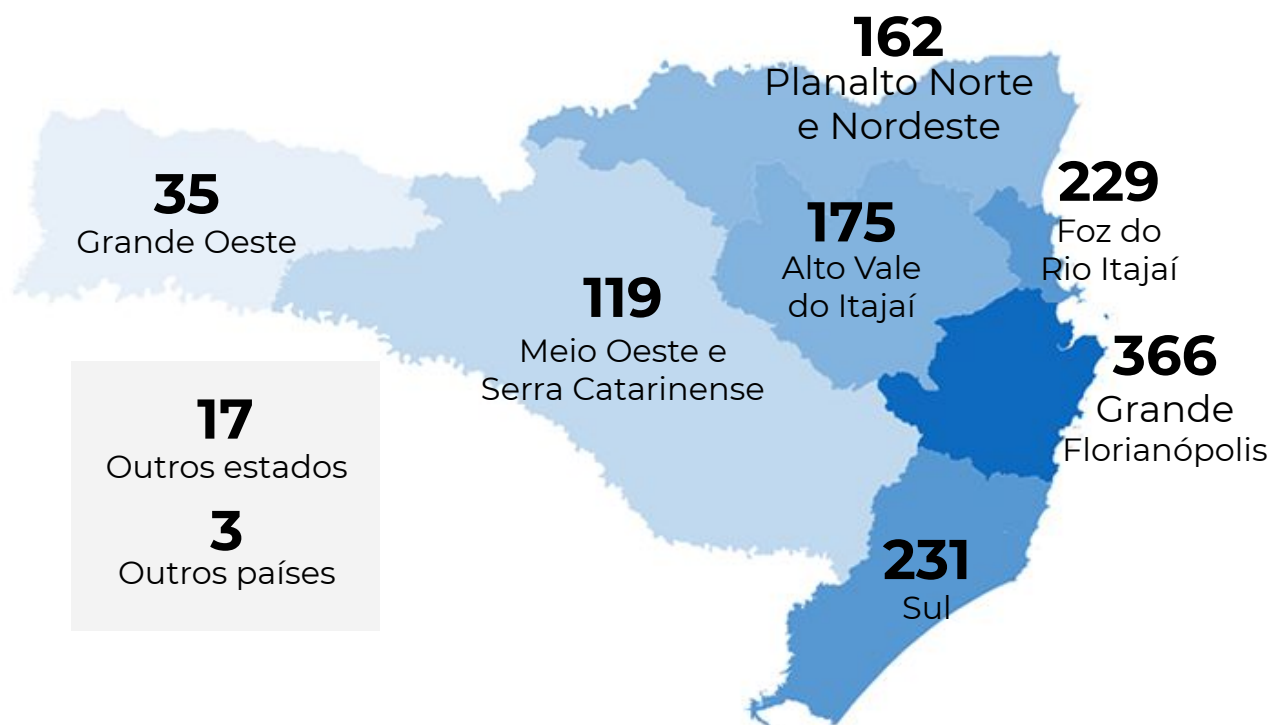 162
Planalto Norte
e Nordeste
35
Grande Oeste
229
Foz do
Rio Itajaí
175
Alto Vale
do Itajaí
119
Meio Oeste e
Serra Catarinense
366
Grande
Florianópolis
17
Outros estados
3
Outros países
231
Sul